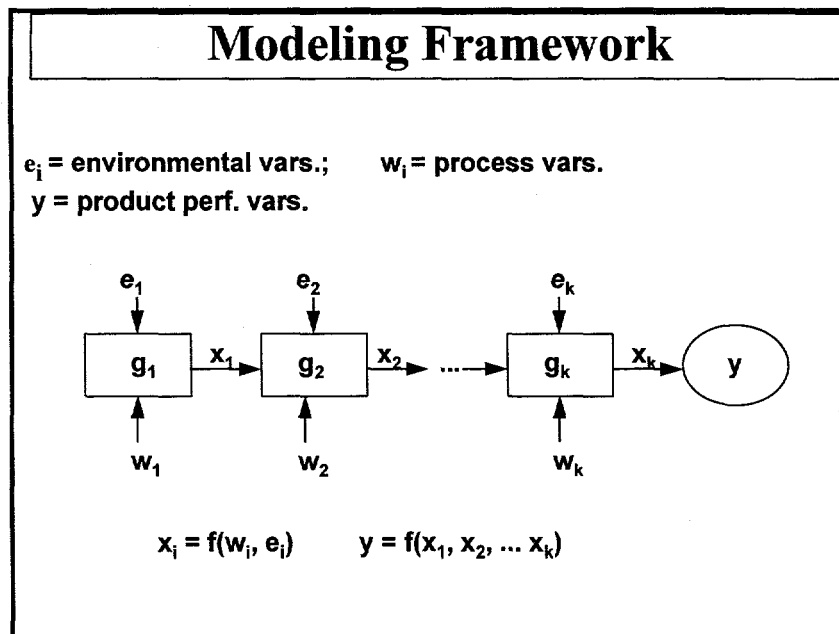 Modeling Framework
eᵢ = environmental vars.; wᵢ = process vars.
y = product perf. vars.
e₁ e₂ eₖ
g₁ x₁ g₂ x₂ ... gₖ xₖ y
w₁ w₂ wₖ
xᵢ = f(wᵢ, eᵢ) y = f(x₁, x₂, ... xₖ)